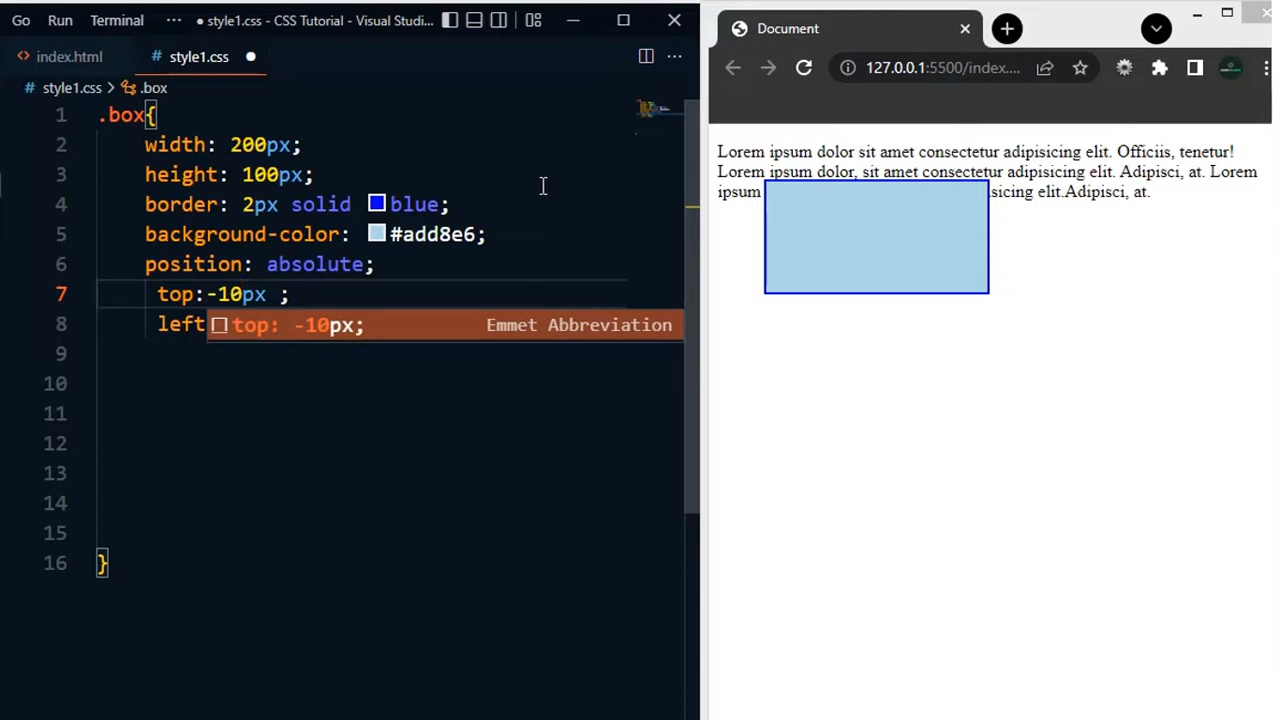 Go Run Terminal ··· ● style1.css - CSS Tutorial - Visual Studi...
index.html # style1.css ●
# style1.css > .box
1 .box{
2 width: 200px;
3 height: 100px;
4 border: 2px solid blue;
5 background-color: #add8e6;
6 position: absolute;
7 top:-10px ;
8 left
top: -10px; Emmet Abbreviation
9
10
11
12
13
14
15
16 }
Document
127.0.0.1:5500/index....
Lorem ipsum dolor sit amet consectetur adipisicing elit. Officiis, tenetur!
Lorem ipsum dolor, sit amet consectetur adipisicing elit. Adipisci, at. Lorem
ipsum sicing elit.Adipisci, at.